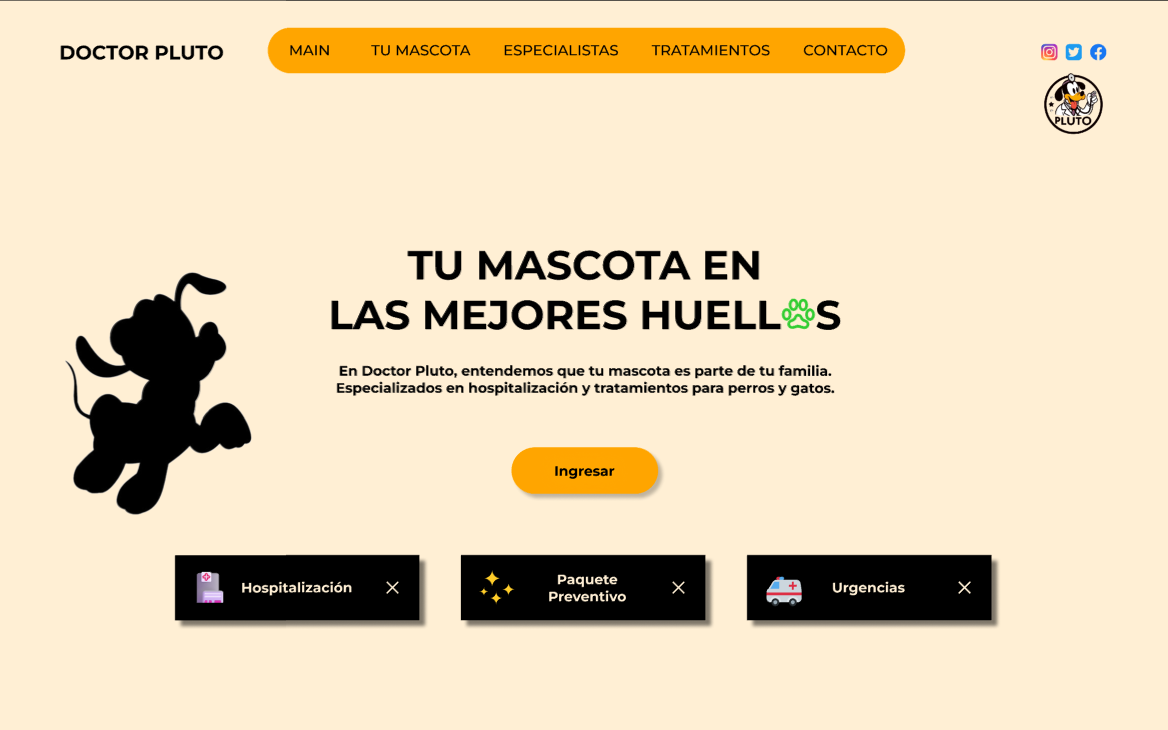 DOCTOR PLUTO
MAIN
TU MASCOTA
ESPECIALISTAS
TRATAMIENTOS
CONTACTO
PLUTO
TU MASCOTA EN
LAS MEJORES HUELLAS
En Doctor Pluto, entendemos que tu mascota es parte de tu familia.
Especializados en hospitalización y tratamientos para perros y gatos.
Ingresar
Hospitalización
Paquete
Preventivo
Urgencias